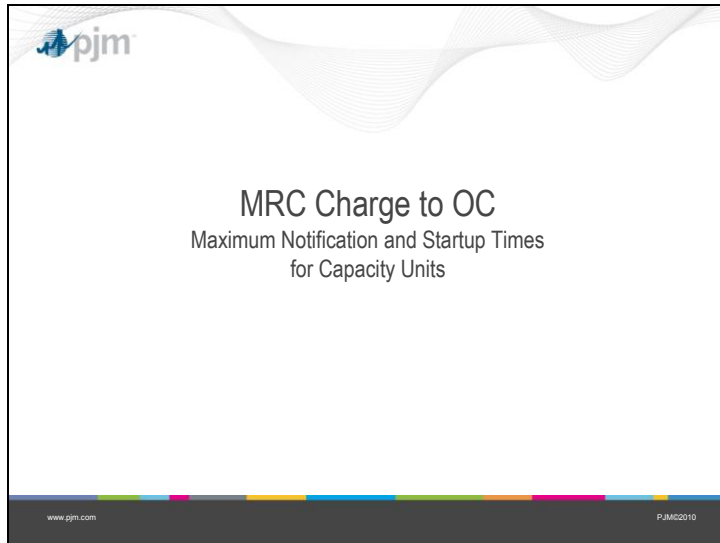 pjm
MRC Charge to OC
Maximum Notification and Startup Times
for Capacity Units
www.pjm.com
PJM©2010